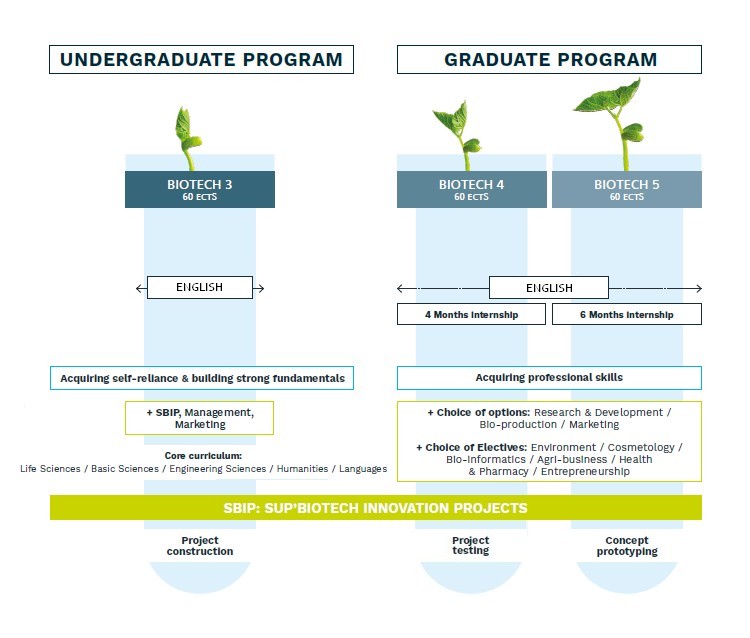 UNDERGRADUATE PROGRAM
GRADUATE PROGRAM
BIOTECH 3
60 ECTS
BIOTECH 4
60 ECTS
BIOTECH 5
60 ECTS
ENGLISH
ENGLISH
4 Months internship
6 Months internship
Acquiring self-reliance & building strong fundamentals
Acquiring professional skills
+ SBIP, Management,
Marketing
Core curriculum:
Life Sciences / Basic Sciences / Engineering Sciences / Humanities / Languages
+ Choice of options: Research & Development /
Bio-production / Marketing
+ Choice of Electives: Environment / Cosmetology /
Bio-Informatics / Agri-business / Health
& Pharmacy / Entrepreneurship
SBIP: SUP'BIOTECH INNOVATION PROJECTS
Project
construction
Project
testing
Concept
prototyping